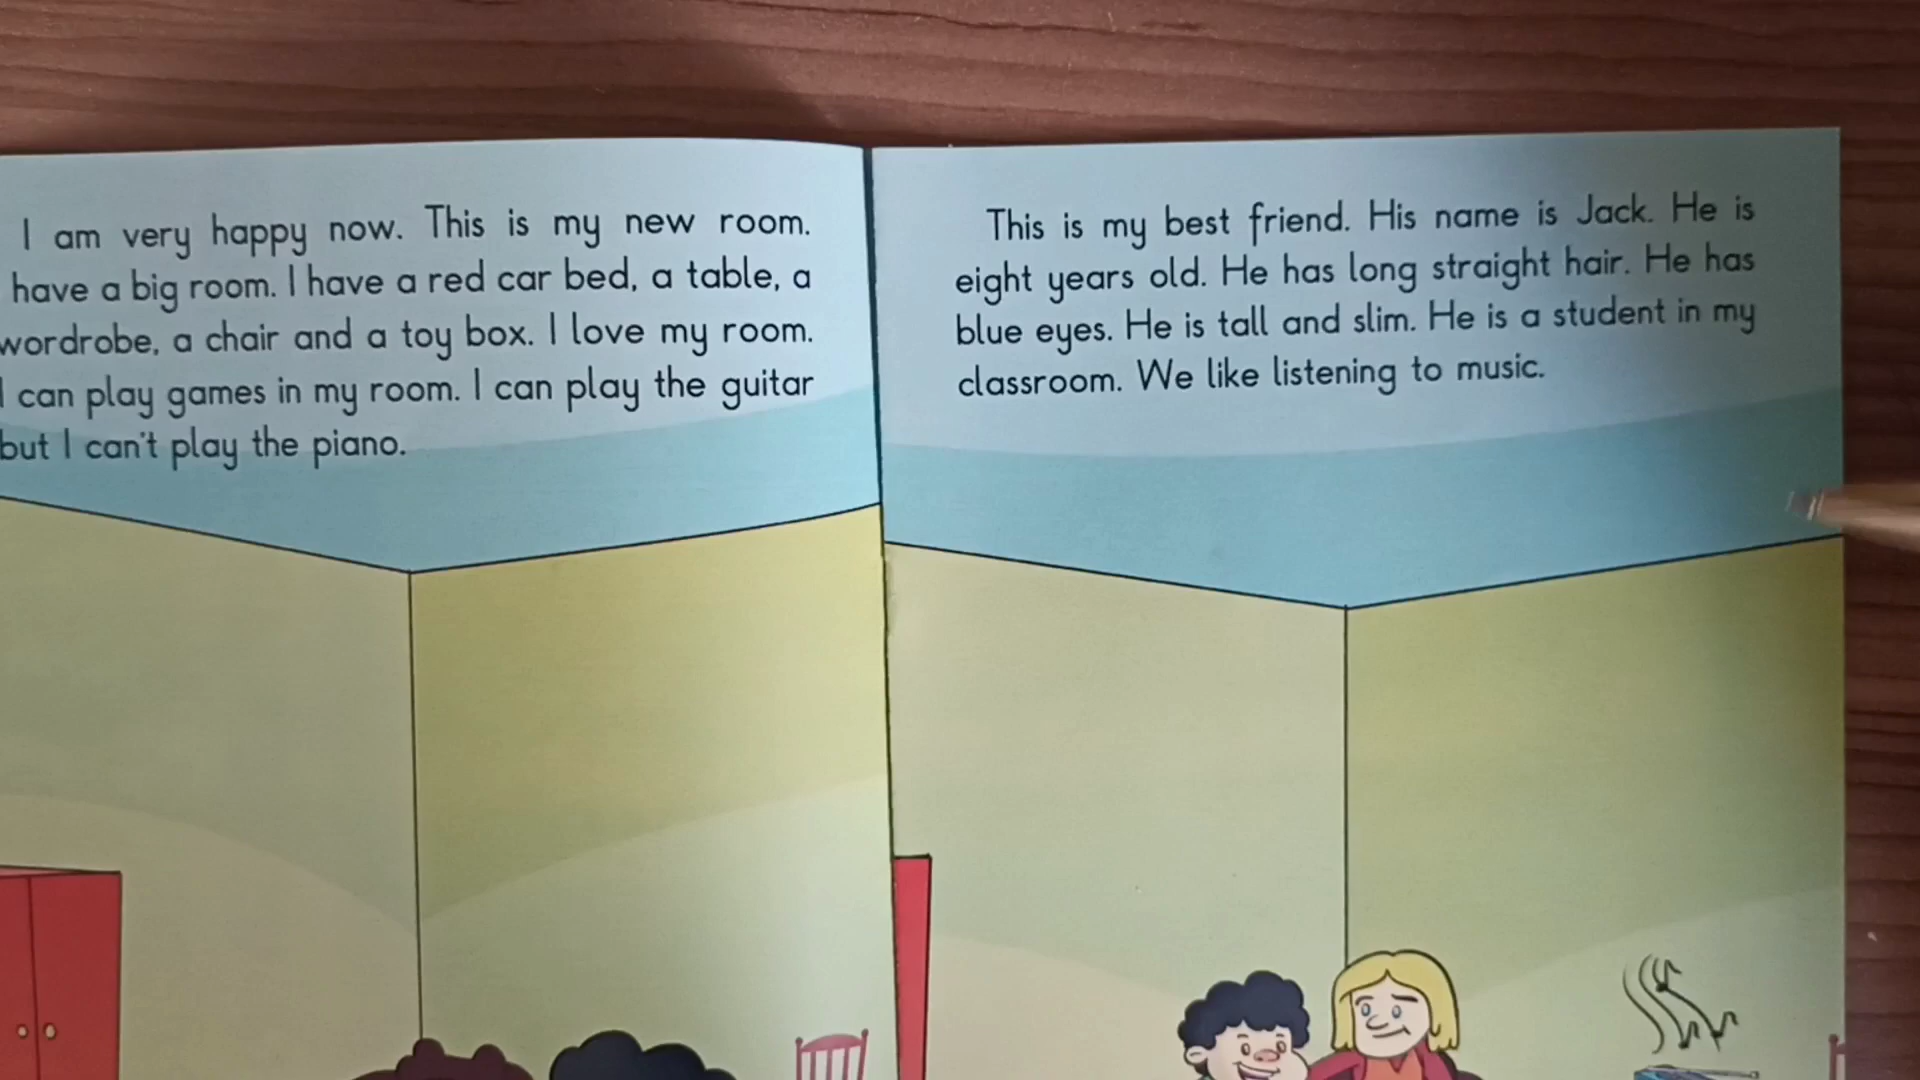 I am very happy now. This is my new room.
have a big room. I have a red car bed, a table, a
wordrobe, a chair and a toy box. I love my room.
I can play games in my room. I can play the guitar
but I can't play the piano.
This is my best friend. His name is Jack. He is
eight years old. He has long straight hair. He has
blue eyes. He is tall and slim. He is a student in my
classroom. We like listening to music.